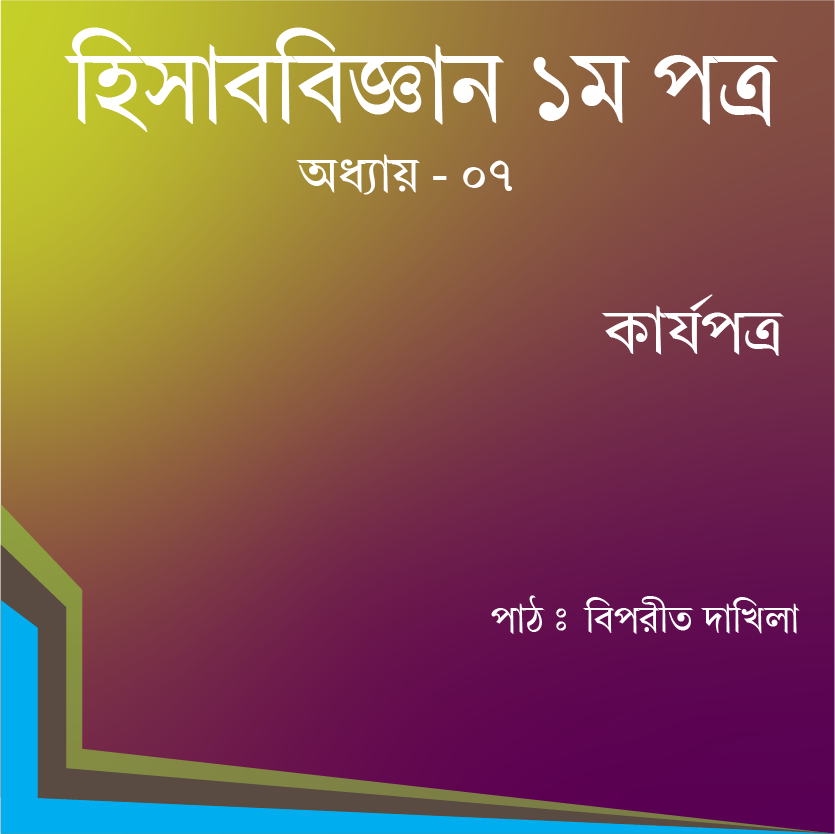 হিসাববিজ্ঞান ১ম পত্র
অধ্যায় - ০৭
কার্যপত্র
পাঠ ঃ বিপরীত দাখিলা